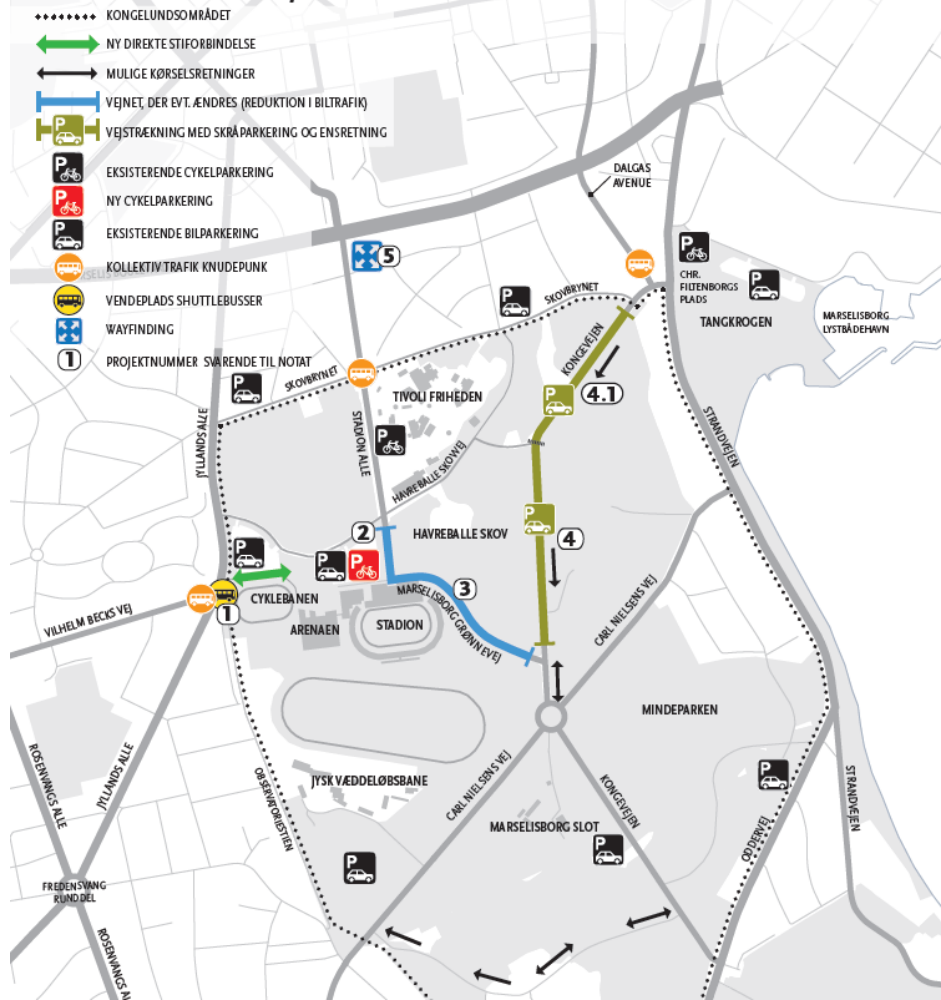 KONGELUNDSOMRÅDET
NY DIREKTE STIFORBINDELSE
MULIGE KØRSELSRETNINGER
VEJNET, DER EVT. ÆNDRES (REDUKTION I BILTRAFIK)
P
VEJSTRÆKNING MED SKRÅPARKERING OG ENSRETNING
P
EKSISTERENDE CYKELPARKERING
P
NY CYKELPARKERING
P
EKSISTERENDE BILPARKERING
KOLLEKTIV TRAFIK KNUDEPUNK
VENDEPLADS SHUTTLEBUSSER
WAYFINDING
1
PROJEKTNUMMER SVARENDE TIL NOTAT
DALGAS
AVENUE
5
P
CHR.
FILTENBORGS
PLADS
P
TANGKROGEN
MARSELISBORG
LYSTBÅDEHAVN
P
SKOVBRYNET
KONGEVEJEN
P
4.1
SKOVBRYNET
P
TIVOLI FRIHEDEN
JYLLANDS ALLE
STADION ALLE
P
HAVREBALLE SKOVVEJ
STRANDVEJEN
2
HAVREBALLE SKOV
P
4
P
P
P
3
CYKLEBANEN
MARSELISBORG GRØNNEVEJ
1
VILHELM BECKS VEJ
ARENAEN
STADION
CARL NIELSENS VEJ
MINDEPARKEN
ROSENVANGS ALLE
JYLLANDS ALLE
OBSERVATORIESTIEN
JYSK VÆDDELØBSBANE
CARL NIELSENS VEJ
KONGEVEJEN
P
STRANDVEJEN
MARSELISBORG SLOT
P
ODDERVEJ
P
FREDENSVANG
RUNDDEL
ROSENVANGS